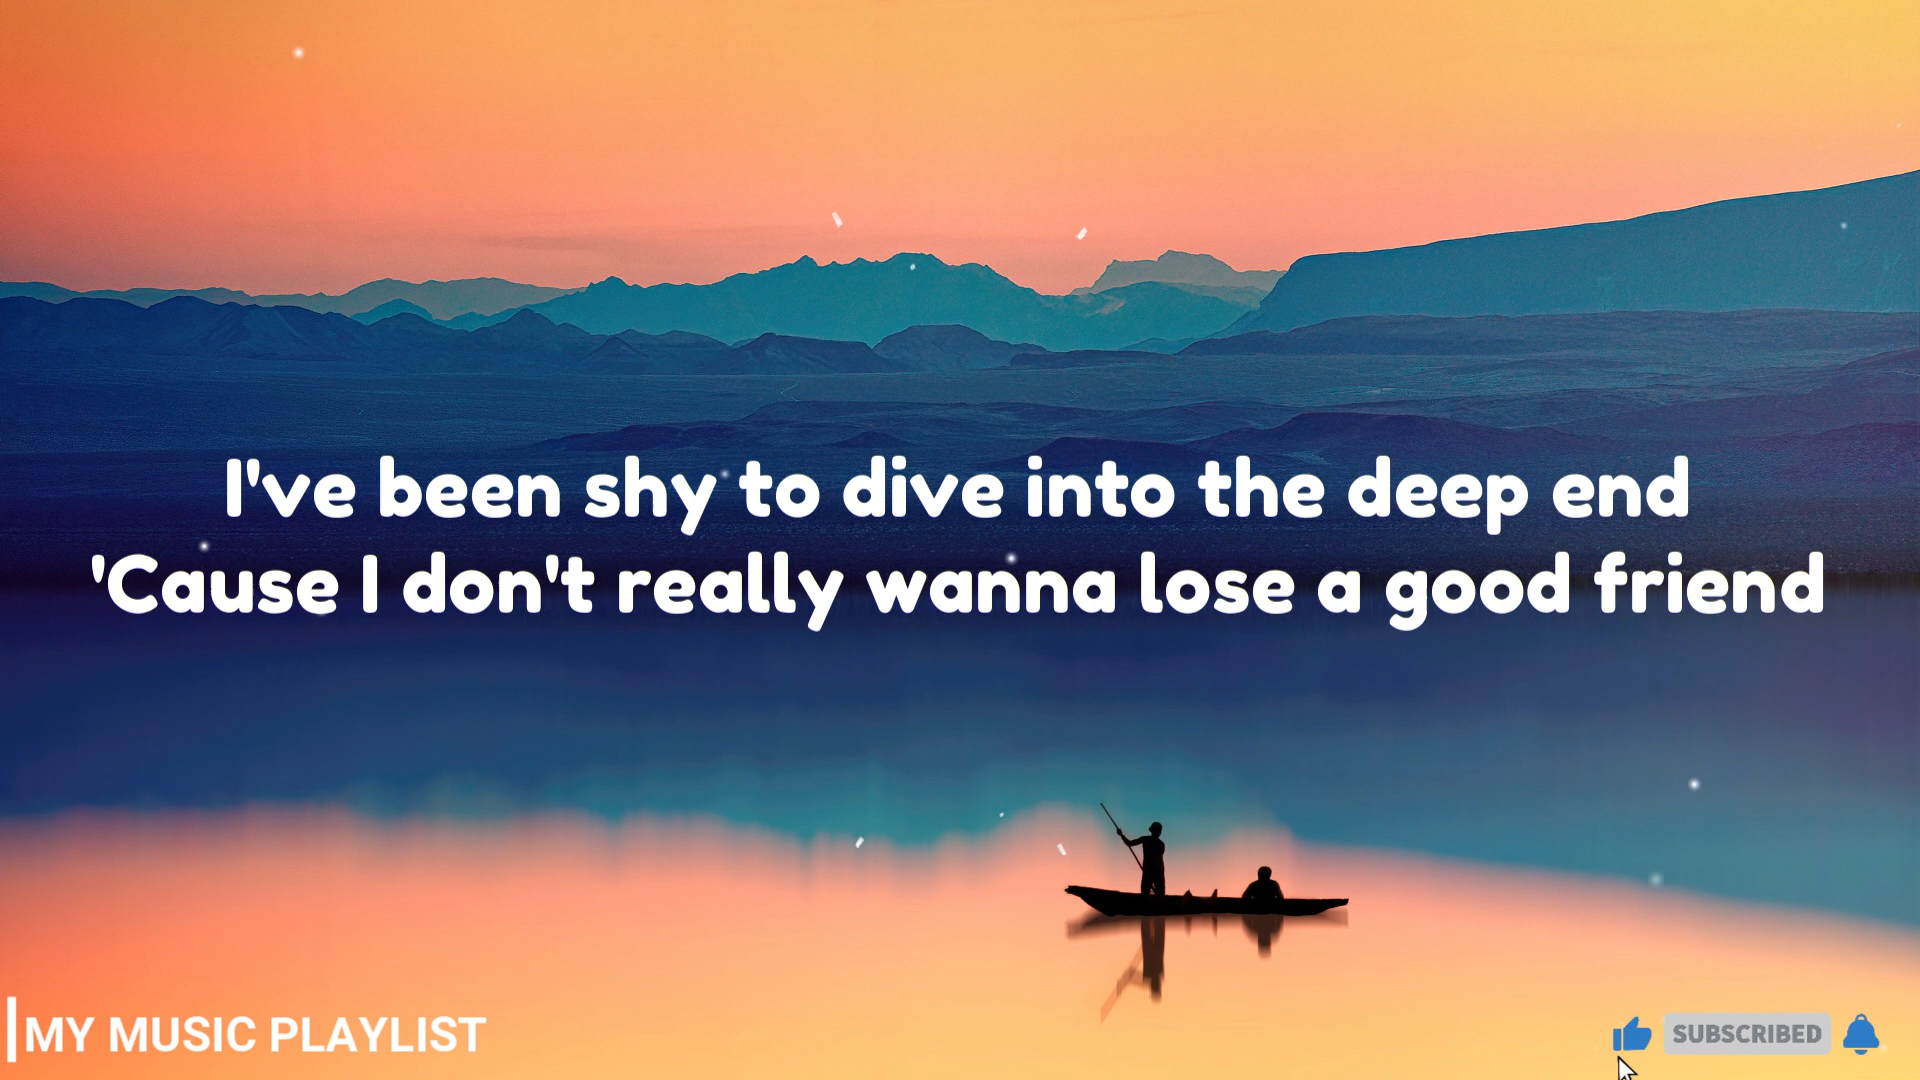 I've been shy to dive into the deep end
'Cause I don't really wanna lose a good friend
MY MUSIC PLAYLIST
SUBSCRIBED